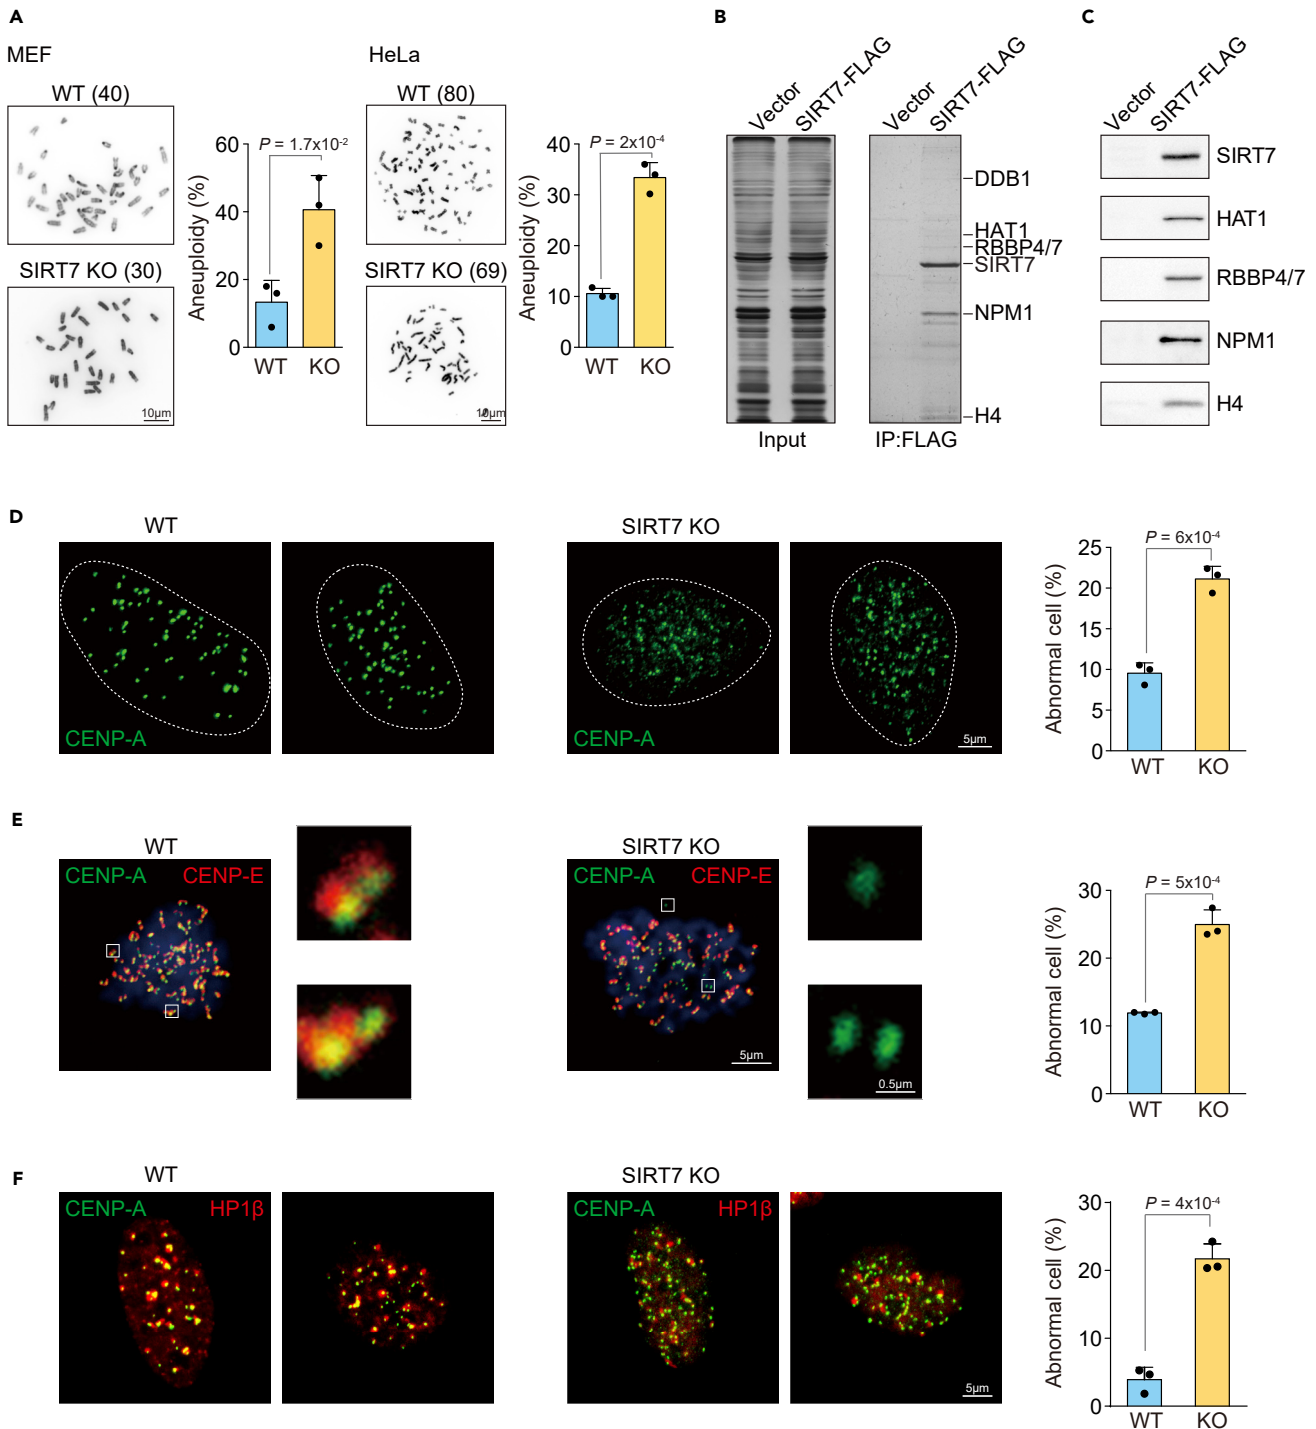 A
MEF
WT (40)
SIRT7 KO (30)
10µm
Aneuploidy (%)
60
40
20
0
P = 1.7x10-2
WT KO
HeLa
WT (80)
SIRT7 KO (69)
10µm
Aneuploidy (%)
40
30
20
10
0
P = 2x10-4
WT KO
B
Vector
SIRT7-FLAG
Vector
SIRT7-FLAG
DDB1
HAT1
RBBP4/7
SIRT7
NPM1
H4
Input
IP:FLAG
C
Vector
SIRT7-FLAG
SIRT7
HAT1
RBBP4/7
NPM1
H4
D
WT
CENP-A
SIRT7 KO
CENP-A
5µm
Abnormal cell (%)
25
20
15
10
5
0
P = 6x10-4
WT KO
E
WT
CENP-A CENP-E
SIRT7 KO
CENP-A CENP-E
5µm
0.5µm
Abnormal cell (%)
30
20
10
0
P = 5x10-4
WT KO
F
WT
CENP-A HP1β
SIRT7 KO
CENP-A HP1β
5µm
Abnormal cell (%)
30
20
10
0
P = 4x10-4
WT KO